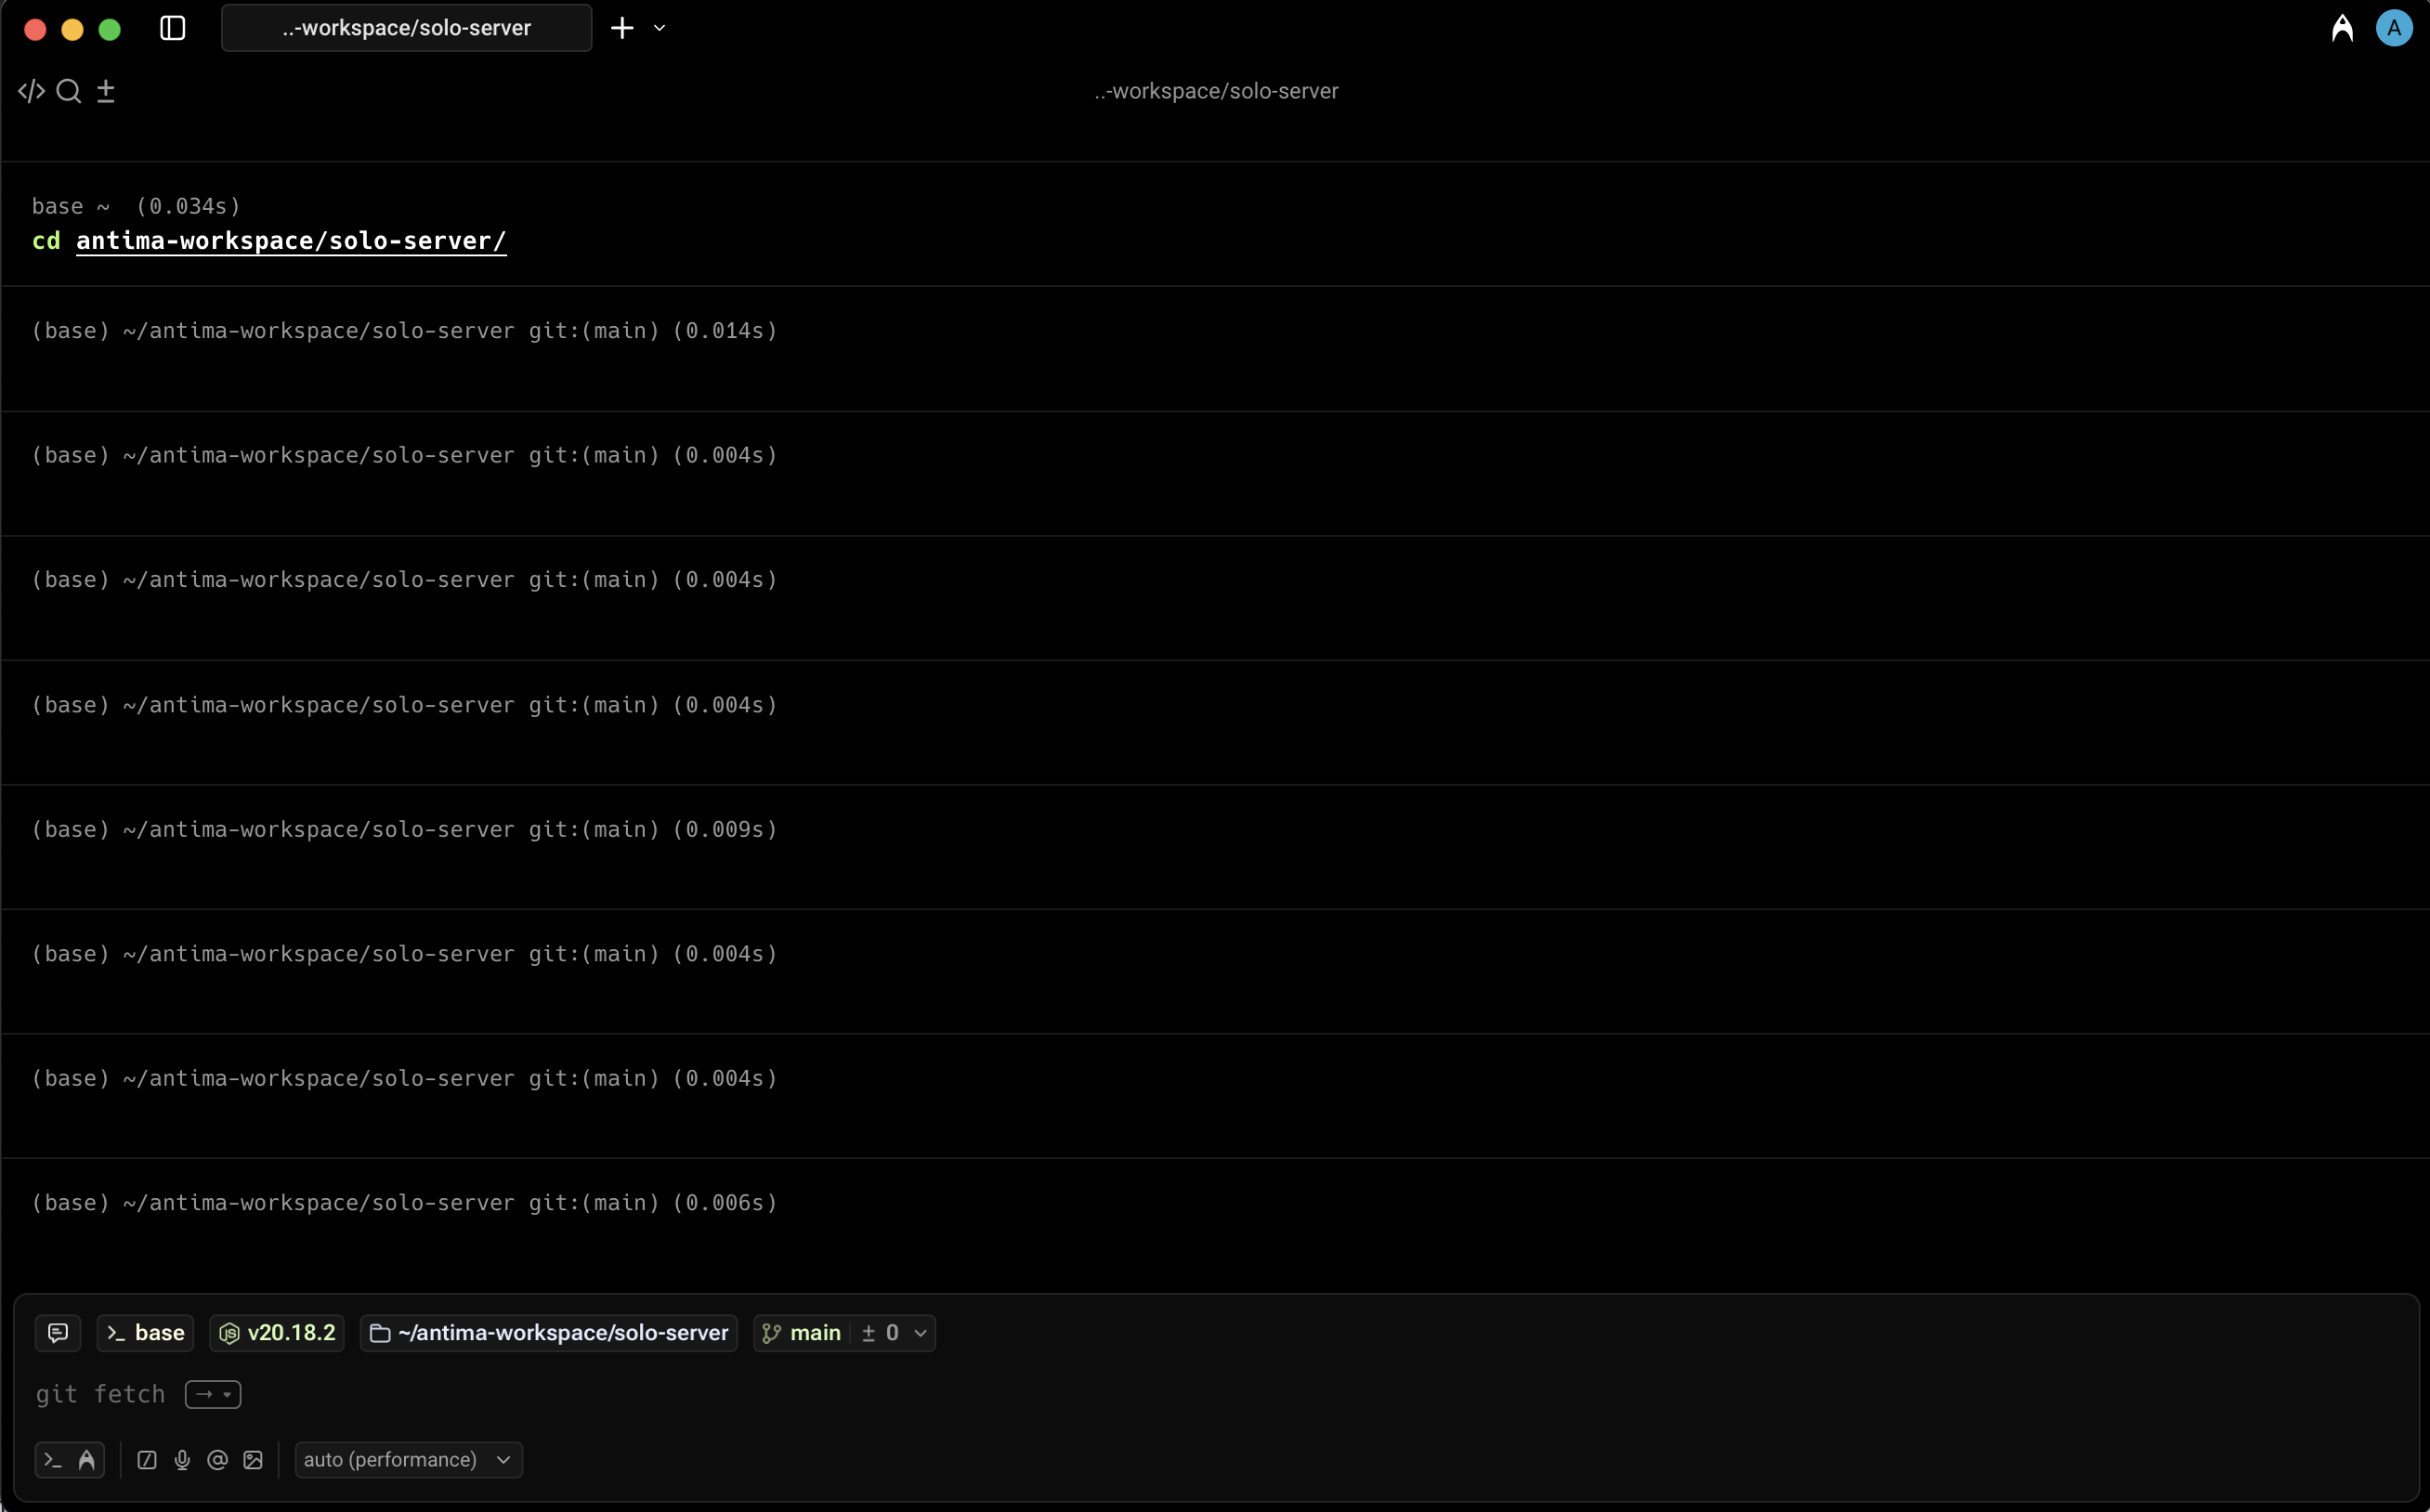 ..-workspace/solo-server
A
..-workspace/solo-server
base ~ (0.034s)
cd antima-workspace/solo-server/
(base) ~/antima-workspace/solo-server git:(main) (0.014s)
(base) ~/antima-workspace/solo-server git:(main) (0.004s)
(base) ~/antima-workspace/solo-server git:(main) (0.004s)
(base) ~/antima-workspace/solo-server git:(main) (0.004s)
(base) ~/antima-workspace/solo-server git:(main) (0.009s)
(base) ~/antima-workspace/solo-server git:(main) (0.004s)
(base) ~/antima-workspace/solo-server git:(main) (0.004s)
(base) ~/antima-workspace/solo-server git:(main) (0.006s)
base v20.18.2 ~/antima-workspace/solo-server main ± 0
git fetch
auto (performance)